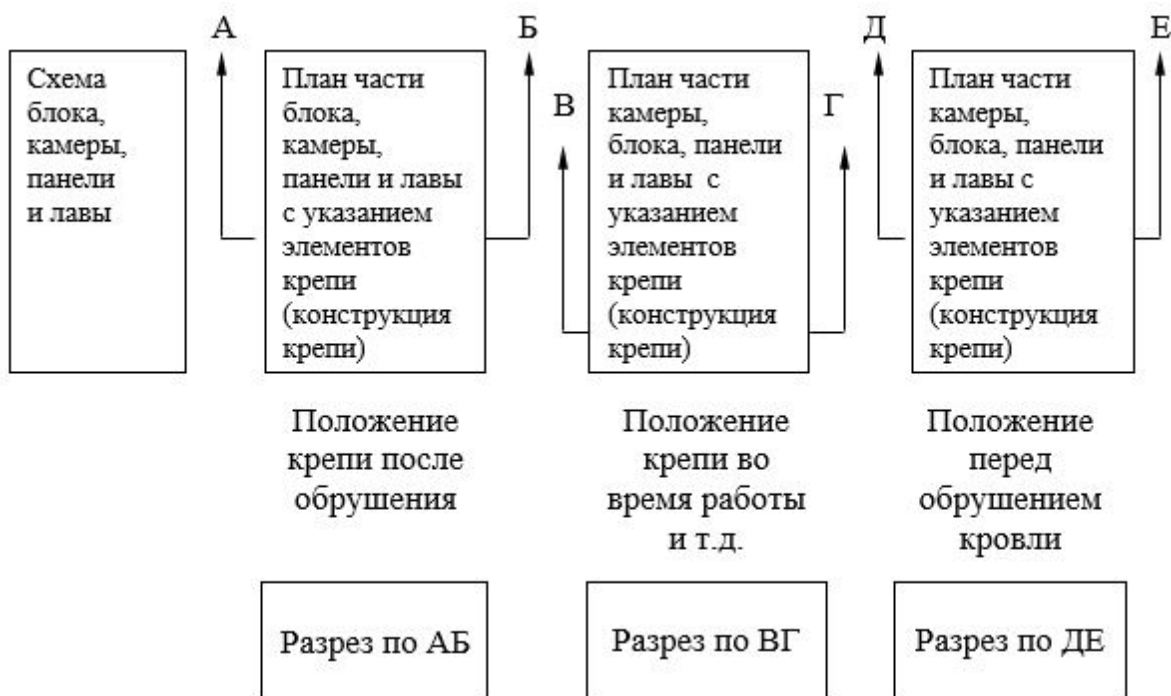 А
Б
В
Г
Д
Е
Схема
блока,
камеры,
панели
и лавы
План части
блока,
камеры,
панели и лавы
с указанием
элементов
крепи
(конструкция
крепи)
План части
камеры,
блока, панели
и лавы с
указанием
элементов
крепи
(конструкция
крепи)
План части
камеры,
блока, панели
и лавы с
указанием
элементов
крепи
(конструкция
крепи)
Положение
крепи после
обрушения
Положение
крепи во
время работы
и т.д.
Положение
перед
обрушением
кровли
Разрез по АБ
Разрез по ВГ
Разрез по ДЕ